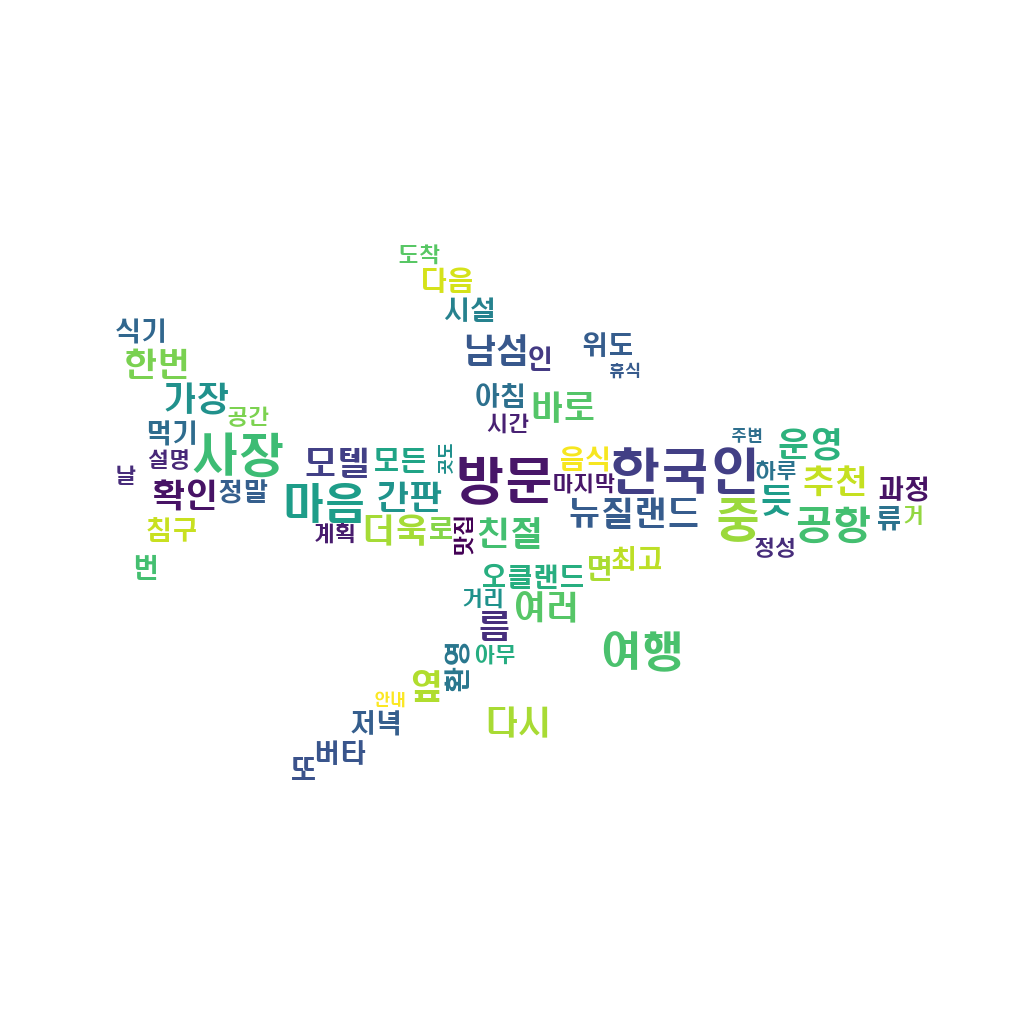 도착
다음
시설
식기
남섬
인
위도
한번
휴식
가장
아침
바로
공간
시간
먹기
사장
설명
모텔
모든
곳도
방문
음식
한국인
주변
운영
하루
날
확인
정말
마음
간판
마지막
뉴질랜드
중
듯
추천
과정
침구
계획
더욱
로
맛집
친절
공항
류
거
정성
번
오클랜드
면
최고
거리
여러
름
환영
아무
여행
옆
안내
저녁
다시
버타
또